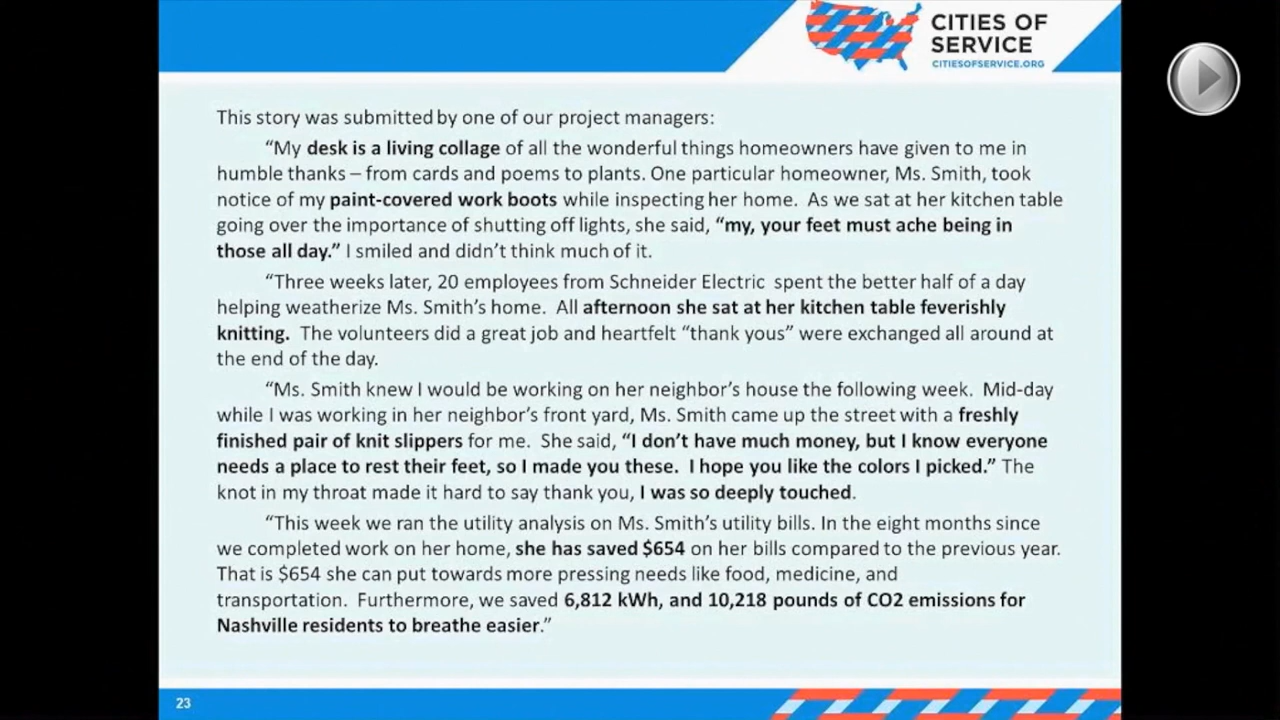 CITIES OF
SERVICE
CITIESOFSERVICE.ORG
This story was submitted by one of our project managers:
“My desk is a living collage of all the wonderful things homeowners have given to me in
humble thanks – from cards and poems to plants. One particular homeowner, Ms. Smith, took
notice of my paint-covered work boots while inspecting her home. As we sat at her kitchen table
going over the importance of shutting off lights, she said, “my, your feet must ache being in
those all day.” I smiled and didn’t think much of it.
“Three weeks later, 20 employees from Schneider Electric spent the better half of a day
helping weatherize Ms. Smith’s home. All afternoon she sat at her kitchen table feverishly
knitting. The volunteers did a great job and heartfelt “thank yous” were exchanged all around at
the end of the day.
“Ms. Smith knew I would be working on her neighbor’s house the following week. Mid-day
while I was working in her neighbor’s front yard, Ms. Smith came up the street with a freshly
finished pair of knit slippers for me. She said, “I don’t have much money, but I know everyone
needs a place to rest their feet, so I made you these. I hope you like the colors I picked.” The
knot in my throat made it hard to say thank you, I was so deeply touched.
“This week we ran the utility analysis on Ms. Smith’s utility bills. In the eight months since
we completed work on her home, she has saved $654 on her bills compared to the previous year.
That is $654 she can put towards more pressing needs like food, medicine, and
transportation. Furthermore, we saved 6,812 kWh, and 10,218 pounds of CO2 emissions for
Nashville residents to breathe easier.”
23